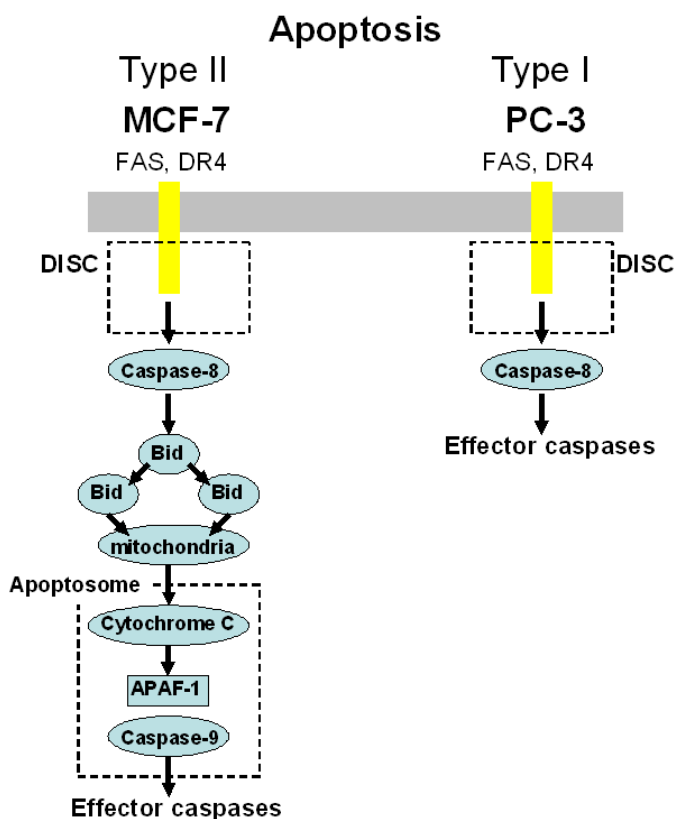 Apoptosis
Type II
Type I
MCF-7
PC-3
FAS, DR4
FAS, DR4
DISC
DISC
Caspase-8
Caspase-8
Effector caspases
Bid
Bid
Bid
mitochondria
Apoptosome
Cytochrome C
APAF-1
Caspase-9
Effector caspases